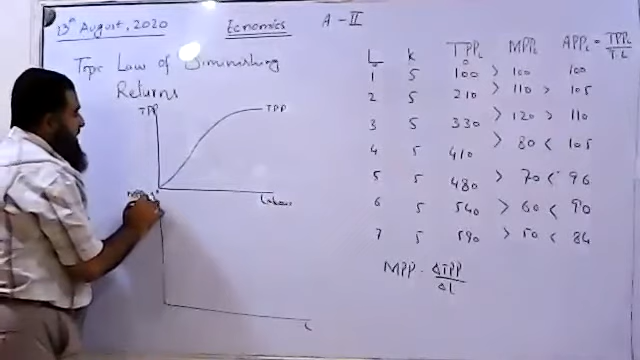 13th August, 2020 Economics A - II
Topic Law of Diminishing
Returns
TPP
TPP
Labour
L
L K TPPL MPPL APPL = TPPL / T.L
0
1 5 100 > 100 100
2 5 210 > 110 > 105
3 5 330 > 120 > 110
4 5 410 > 80 < 105
5 5 480 > 70 < 96
6 5 540 > 60 < 90
7 5 590 > 50 < 84
MPP = ΔTPP / ΔL